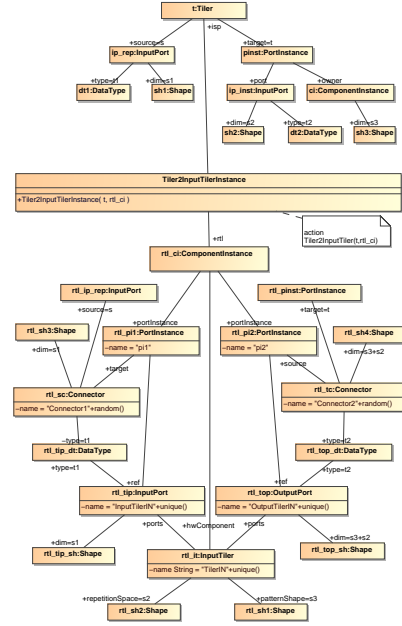 t:Tiler
+isp
+source=s
+target=t
ip_rep:InputPort
pinst:PortInstance
+type=t1
+dim=s1
+port
+owner
dt1:DataType
sh1:Shape
ip_inst:InputPort
ci:ComponentInstance
+dim=s2
+type=t2
+dim=s3
sh2:Shape
dt2:DataType
sh3:Shape
Tiler2InputTilerInstance
+Tiler2InputTilerInstance( t, rtl_ci )
action
Tiler2InputTiler(t,rtl_ci)
+rtl
rtl_ci:ComponentInstance
rtl_ip_rep:InputPort
rtl_pinst:PortInstance
+source=s
+target=t
rtl_sh3:Shape
+portInstance
+portInstance
rtl_sh4:Shape
rtl_pi1:PortInstance
rtl_pi2:PortInstance
+dim=s1
–name = "pi1"
–name = "pi2"
+dim=s3+s2
+target
+source
rtl_sc:Connector
rtl_tc:Connector
–name = "Connector1"+random()
–name = "Connector2"+random()
–type=t1
+type=t2
rtl_tip_dt:DataType
rtl_top_dt:DataType
+type=t1
+type=t2
+ref
+ref
rtl_tip:InputPort
rtl_top:OutputPort
–name = "InputTilerIN"+unique()
–name = "OutputTilerIN"+unique()
+ports
+hwComponent
+ports
+dim=s1
+dim=s3+s2
rtl_tip_sh:Shape
rtl_it:InputTiler
rtl_top_sh:Shape
–name String = "TilerIN"+unique()
+repetitionSpace=s2
+patternShape=s3
rtl_sh2:Shape
rtl_sh1:Shape